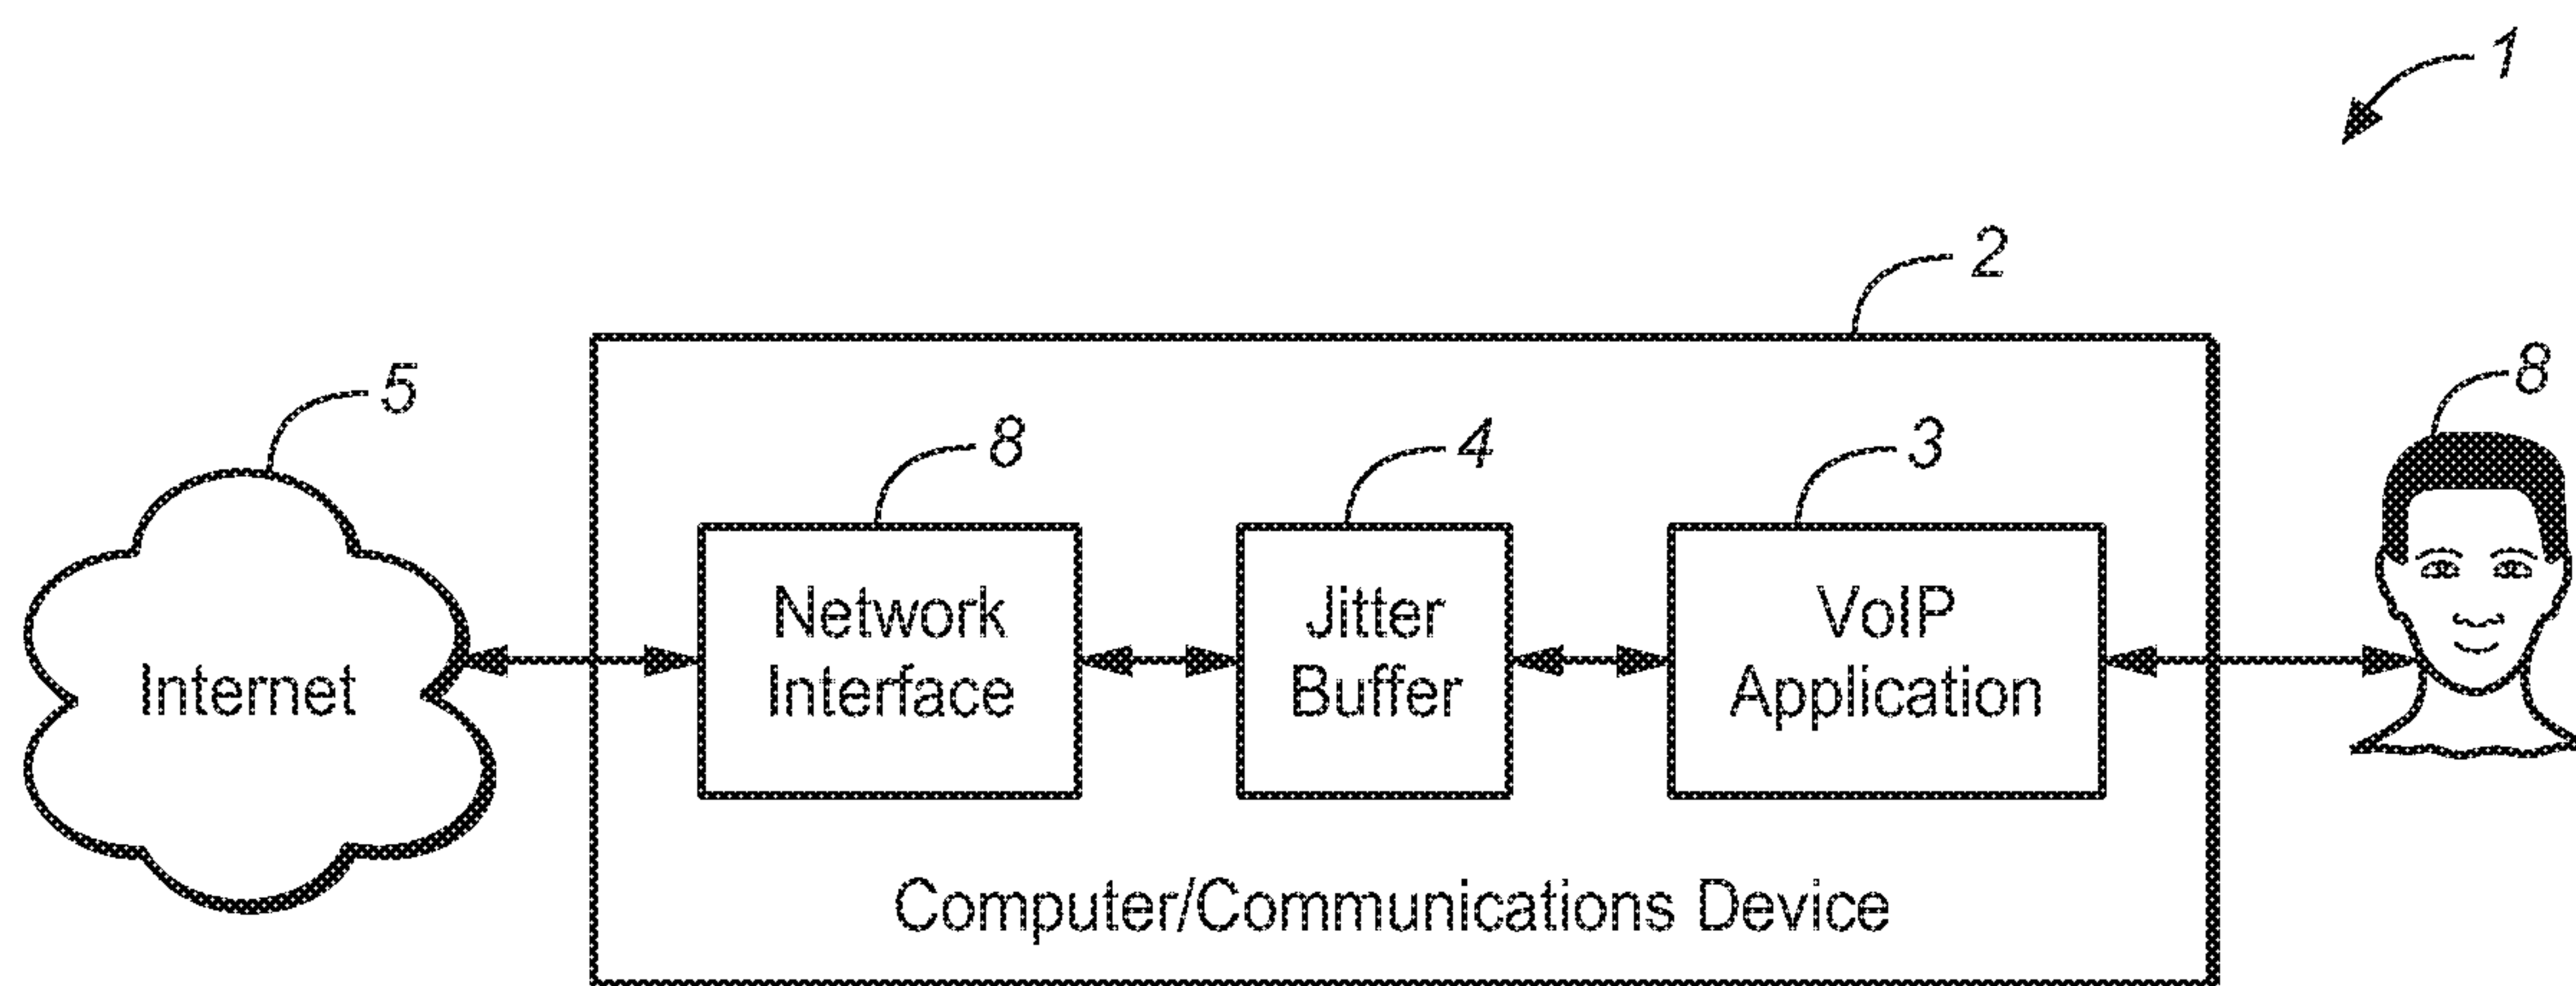 1
2
5
8
8
4
3
Network
Interface
Jitter
Buffer
VoIP
Application
Internet
Computer/Communications Device